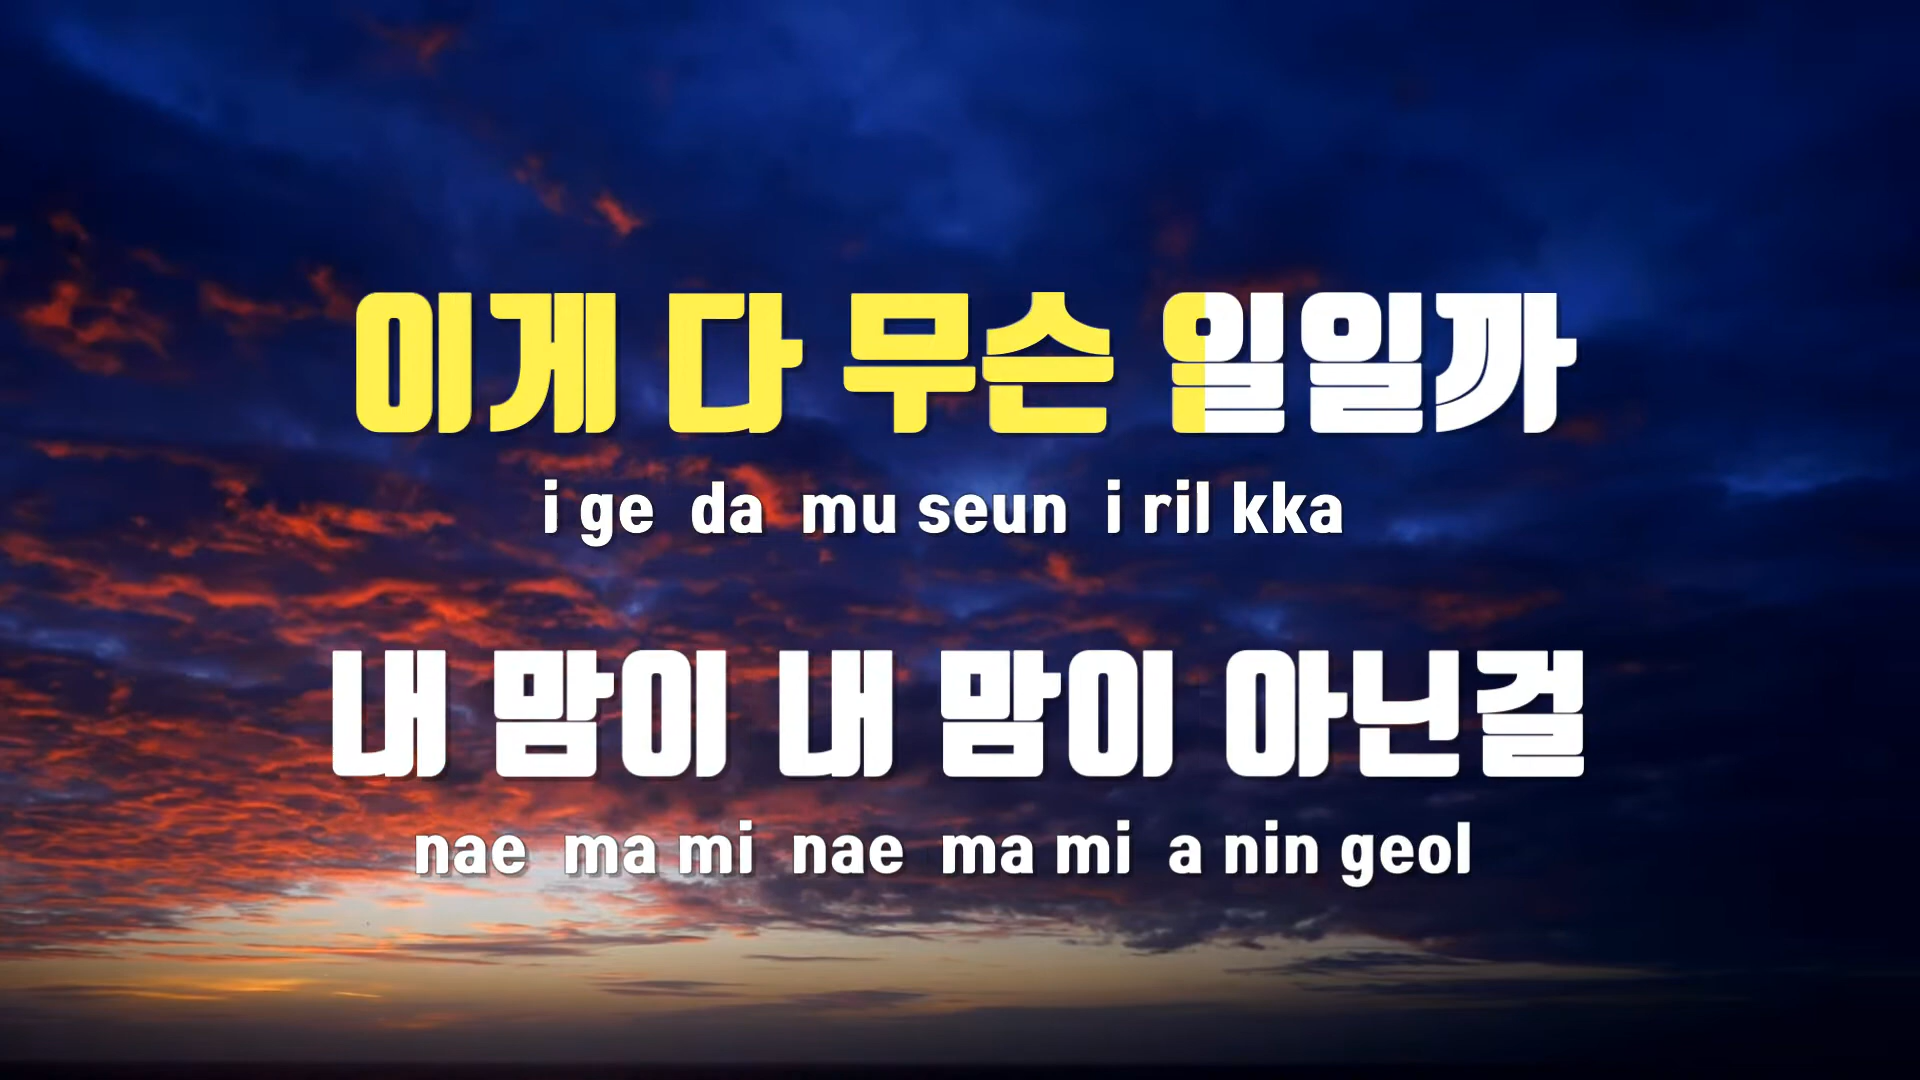 이게 다 무슨 일일까
i ge da mu seun i ril kka
내 맘이 내 맘이 아닌걸
nae ma mi nae ma mi a nin geol